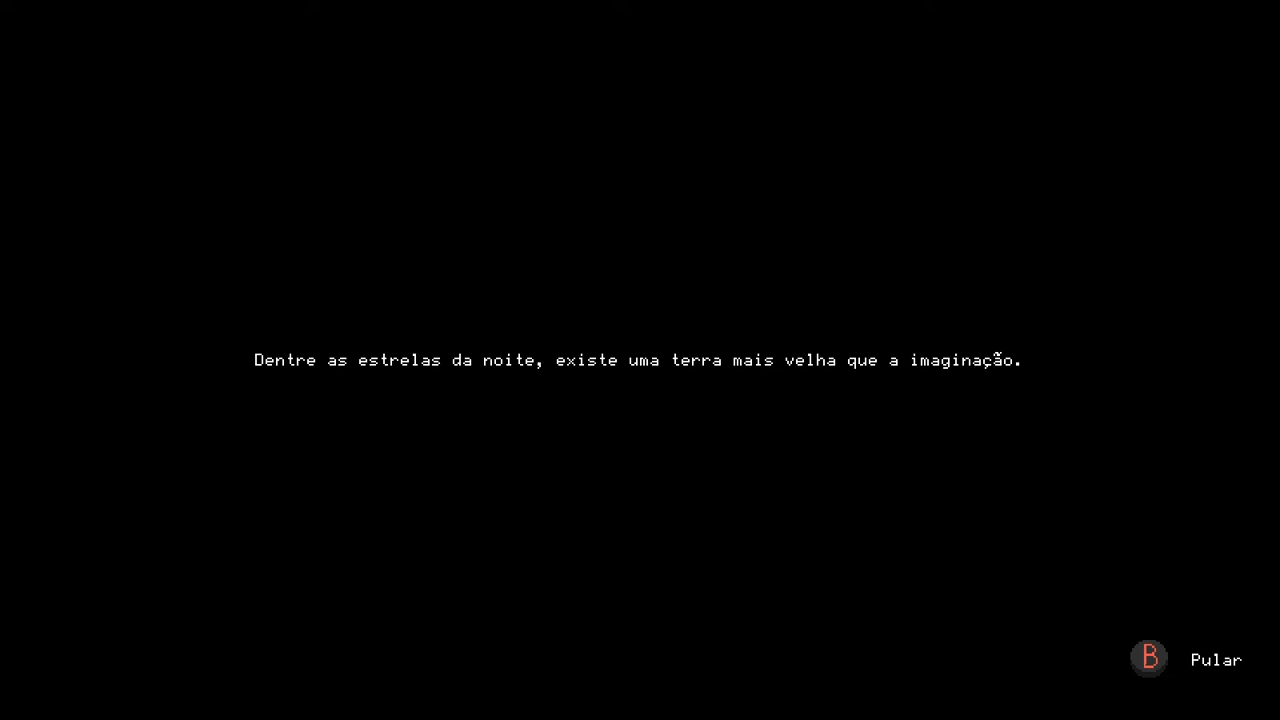 Dentre as estrelas da noite, existe uma terra mais velha que a imaginação.
B Pular